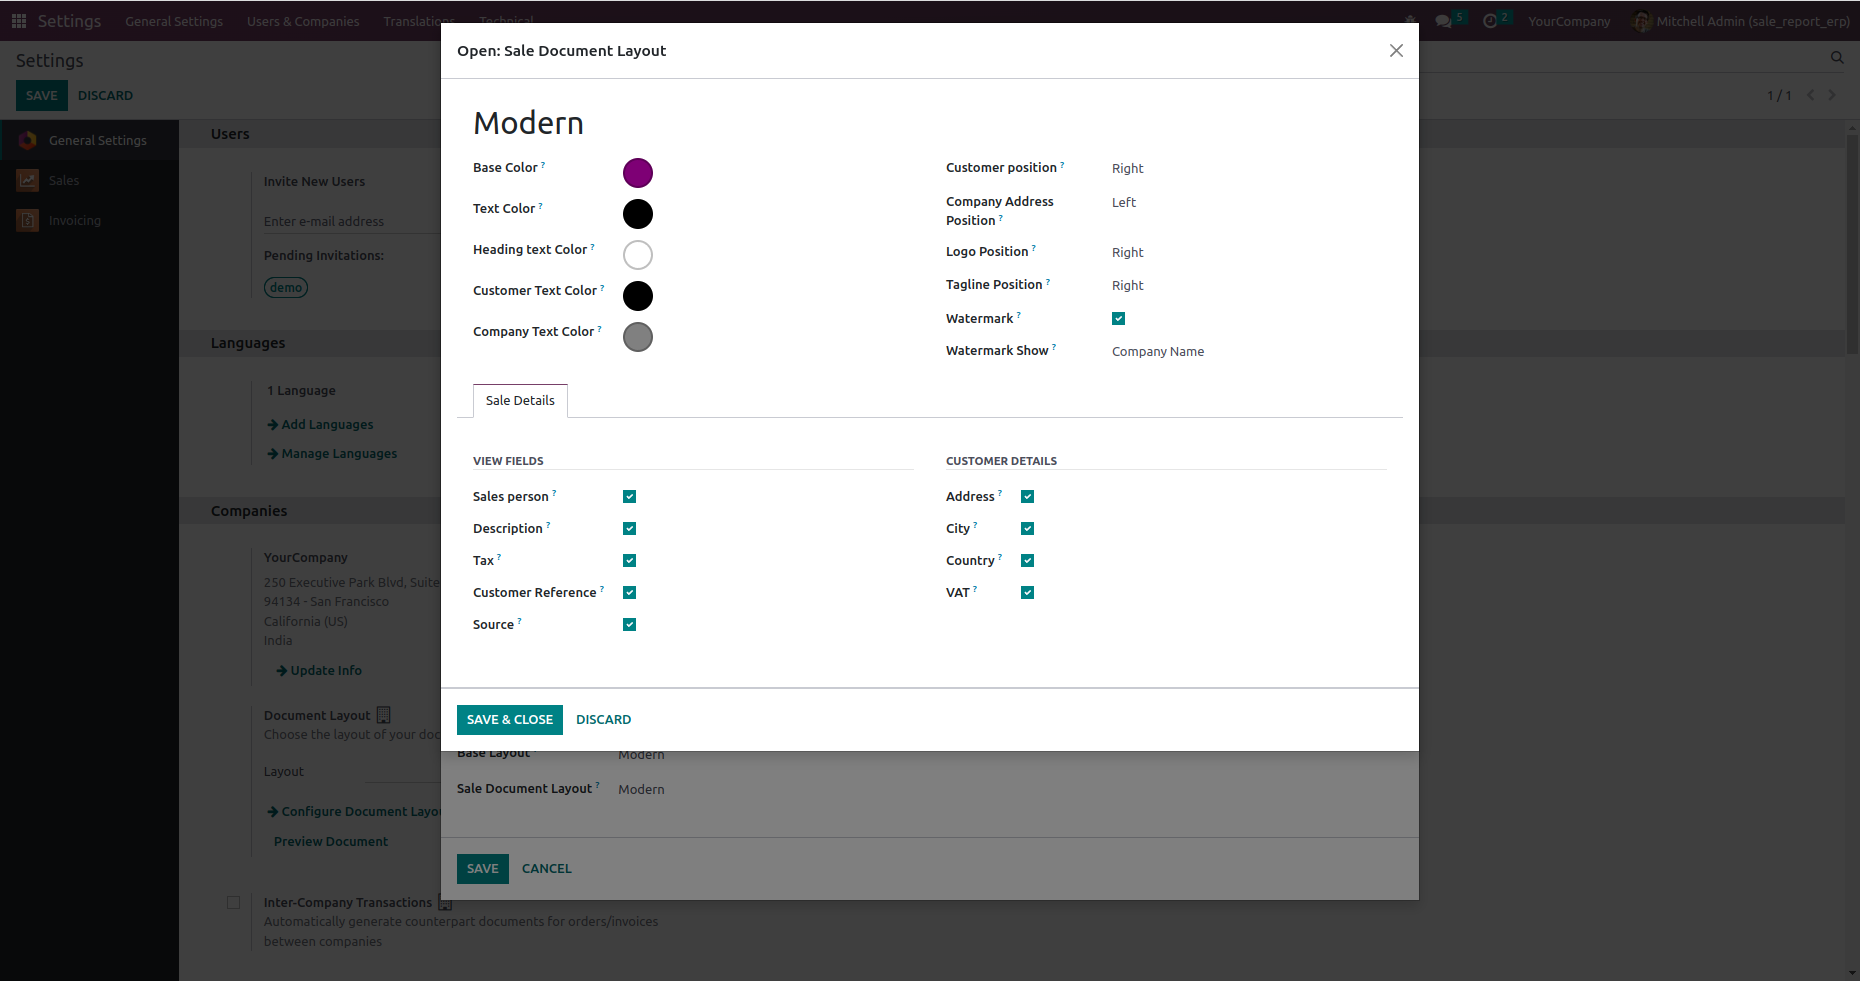 Settings
General Settings
Users & Companies
Translations
Technical
5
2
YourCompany
Mitchell Admin (sale_report_erp)
Settings
SAVE
DISCARD
1 / 1
General Settings
Sales
Invoicing
Users
Invite New Users
Enter e-mail address
Pending Invitations:
demo
Languages
1 Language
Add Languages
Manage Languages
Companies
YourCompany
250 Executive Park Blvd, Suite
94134 - San Francisco
California (US)
India
Update Info
Document Layout
Choose the layout of your doc
Layout
Configure Document Layou
Preview Document
Inter-Company Transactions
Automatically generate counterpart documents for orders/invoices
between companies
Open: Sale Document Layout
Modern
Base Color ?
Text Color ?
Heading text Color ?
Customer Text Color ?
Company Text Color ?
Customer position ? Right
Company Address
Position ? Left
Logo Position ? Right
Tagline Position ? Right
Watermark ?
Watermark Show ? Company Name
Sale Details
VIEW FIELDS
Sales person ?
Description ?
Tax ?
Customer Reference ?
Source ?
CUSTOMER DETAILS
Address ?
City ?
Country ?
VAT ?
SAVE & CLOSE
DISCARD
Base Layout ? Modern
Sale Document Layout ? Modern
SAVE
CANCEL